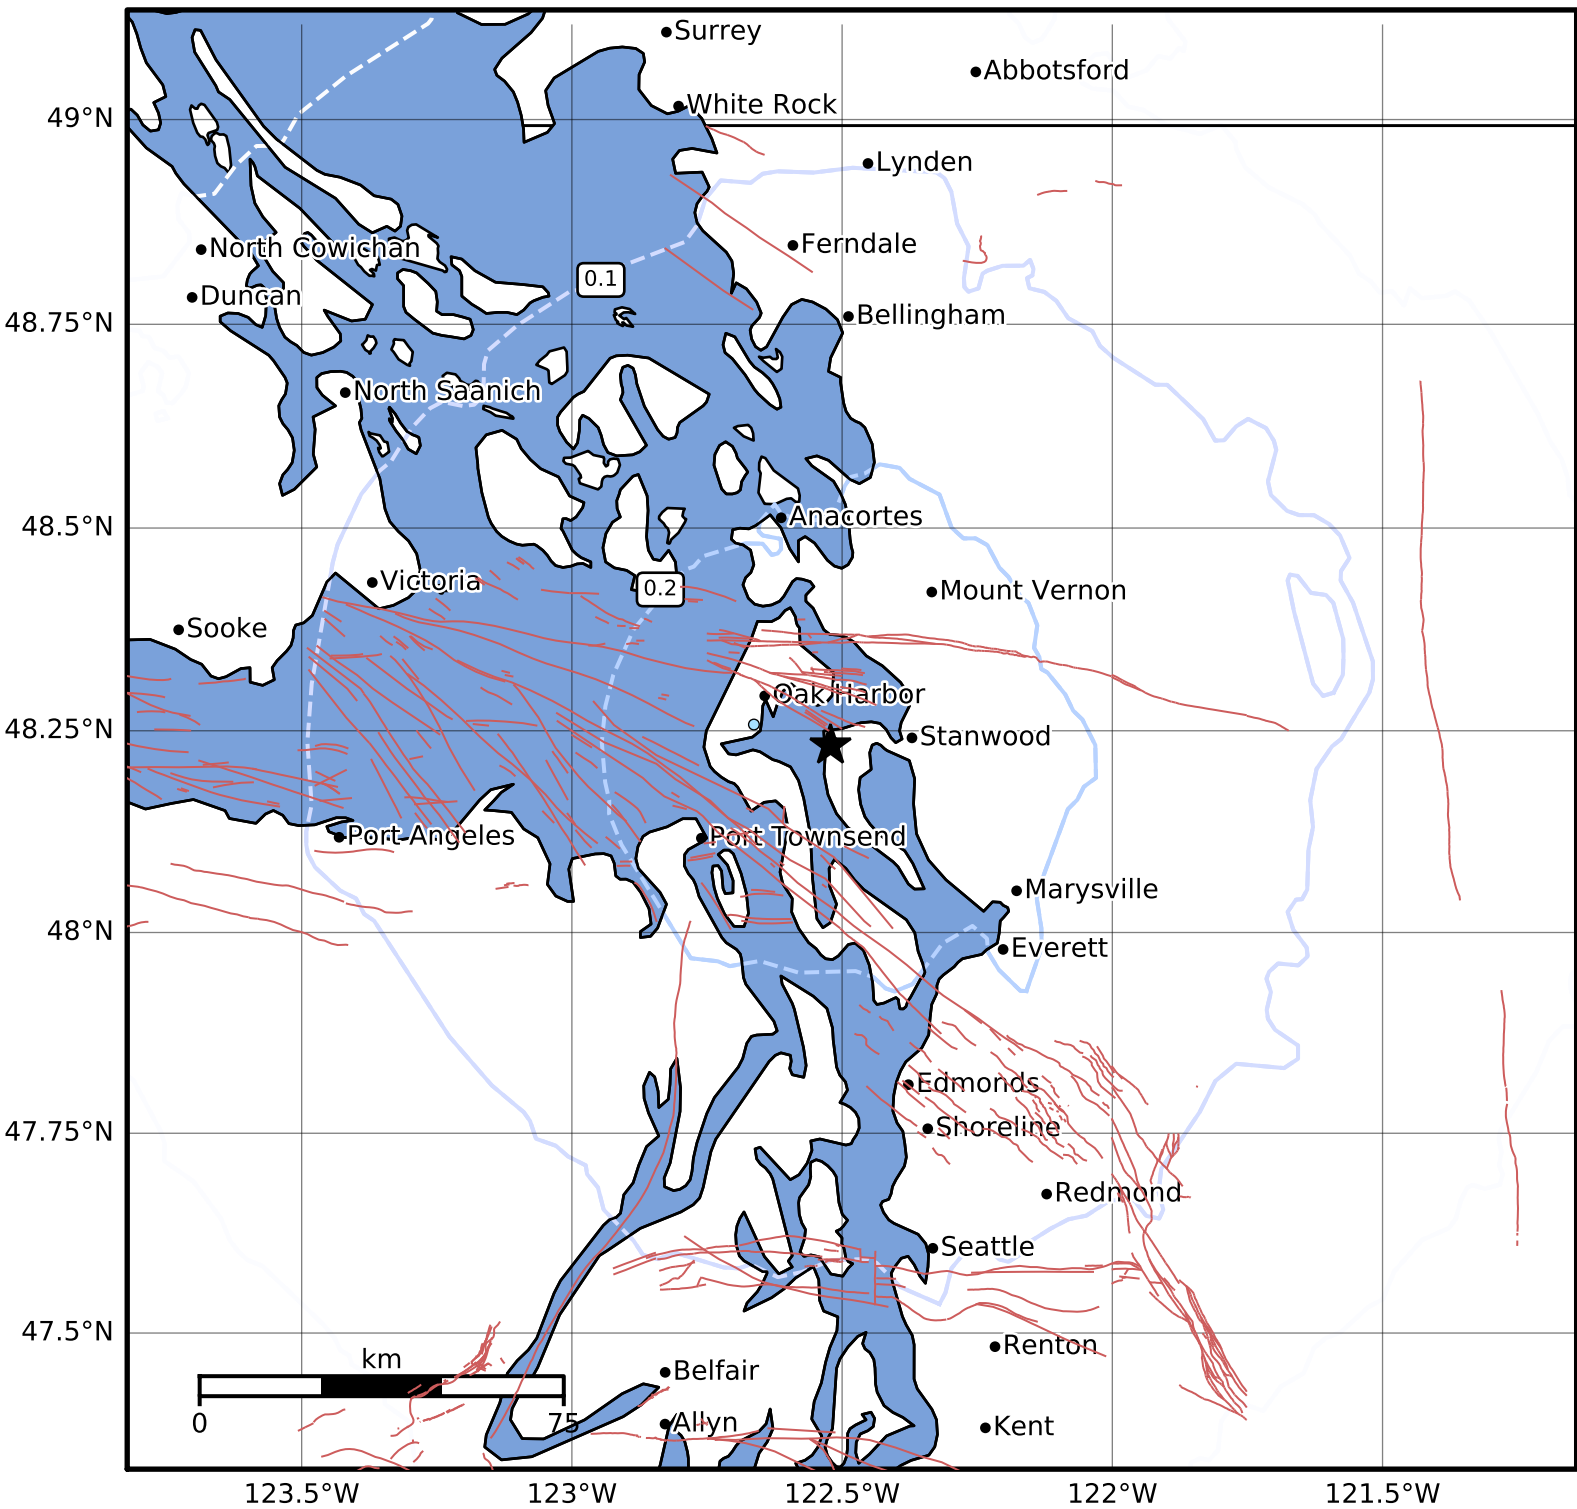 Surrey
Abbotsford
White Rock
49°N
Lynden
North Cowichan
Ferndale
0.1
Duncan
Bellingham
48.75°N
North Saanich
Anacortes
48.5°N
Victoria
0.2
Mount Vernon
Sooke
Oak Harbor
48.25°N
Stanwood
Port Angeles
Port Townsend
Marysville
48°N
Everett
Edmonds
Shoreline
47.75°N
Redmond
Seattle
47.5°N
Renton
km
Belfair
0
75
Allyn
Kent
123.5°W
123°W
122.5°W
122°W
121.5°W